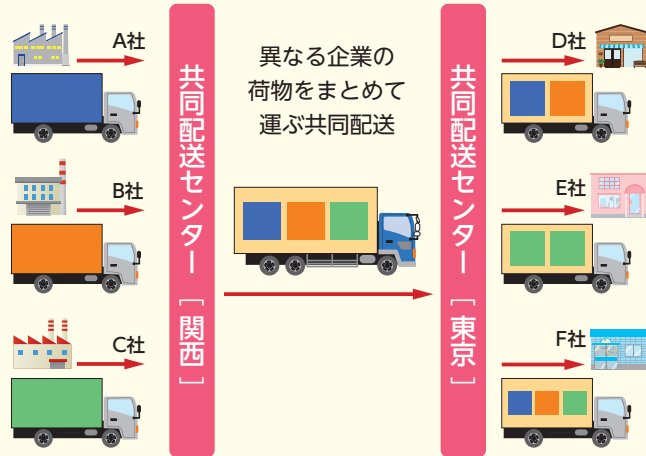 A社
B社
C社
共同配送センター[関西]
異なる企業の
荷物をまとめて
運ぶ共同配送
共同配送センター[東京]
D社
E社
F社